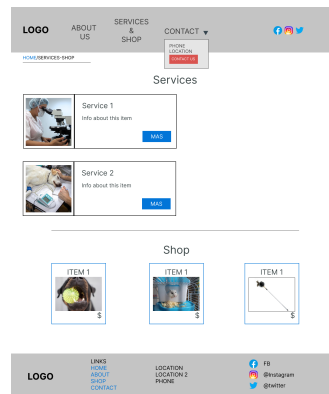 LOGO
ABOUT
US
SERVICES
&
SHOP
CONTACT
PHONE
LOCATION
CONTACT US
HOME/SERVICES-SHOP
Services
Service 1
Info about this item
MAS
Service 2
Info about this item
MAS
Shop
ITEM 1
$
ITEM 1
$
ITEM 1
$
LOGO
LINKS
HOME
ABOUT
SHOP
CONTACT
LOCATION
LOCATION 2
PHONE
FB
@Instagram
@twitter